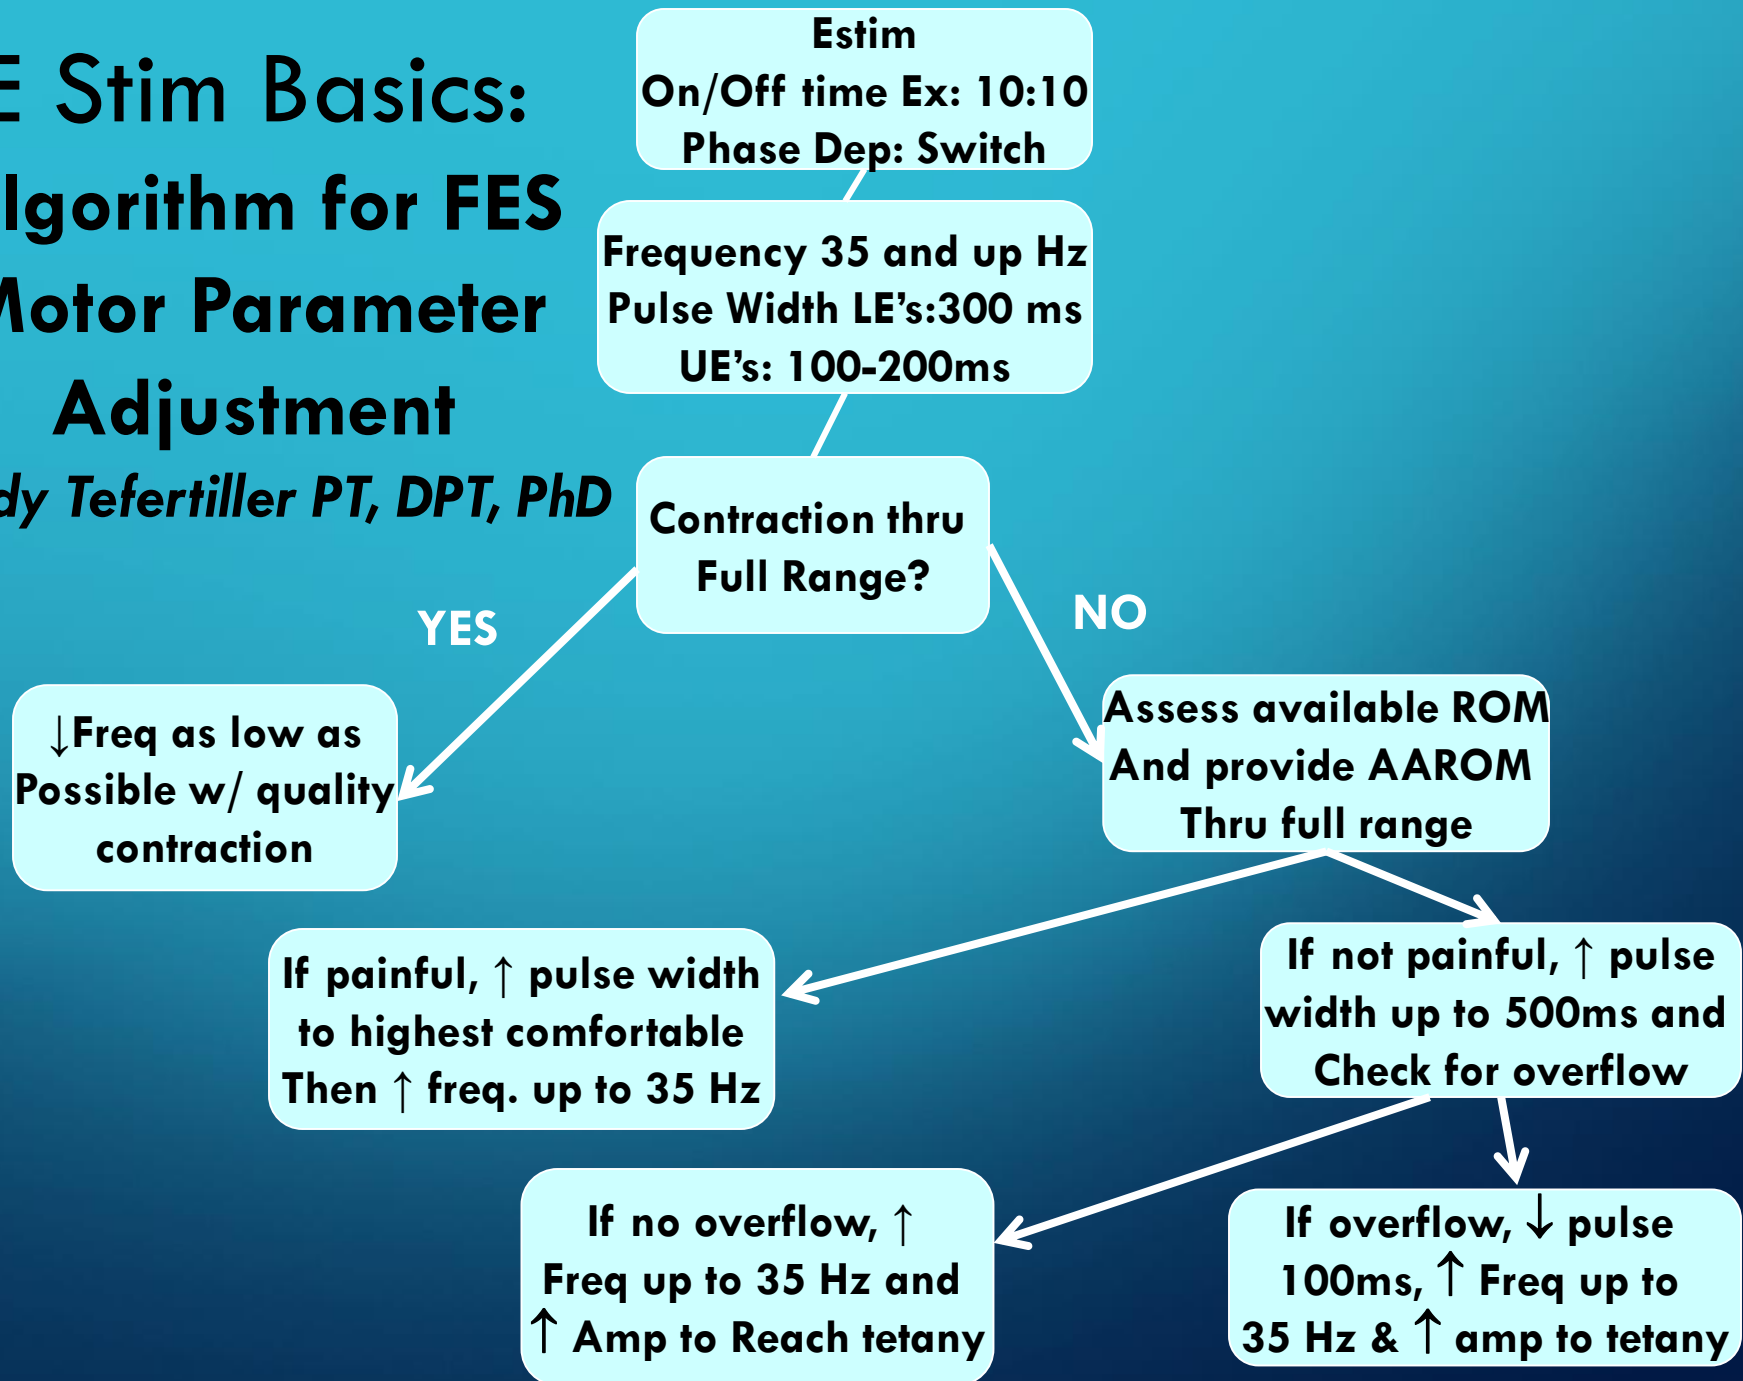 E Stim Basics:
lgorithm for FES
Motor Parameter
Adjustment
dy Tefertiller PT, DPT, PhD
Estim
On/Off time Ex: 10:10
Phase Dep: Switch
Frequency 35 and up Hz
Pulse Width LE’s:300 ms
UE’s: 100-200ms
Contraction thru
Full Range?
YES
NO
↓Freq as low as
Possible w/ quality
contraction
Assess available ROM
And provide AAROM
Thru full range
If painful, ↑ pulse width
to highest comfortable
Then ↑ freq. up to 35 Hz
If not painful, ↑ pulse
width up to 500ms and
Check for overflow
If no overflow, ↑
Freq up to 35 Hz and
↑ Amp to Reach tetany
If overflow, ↓ pulse
100ms, ↑ Freq up to
35 Hz & ↑ amp to tetany